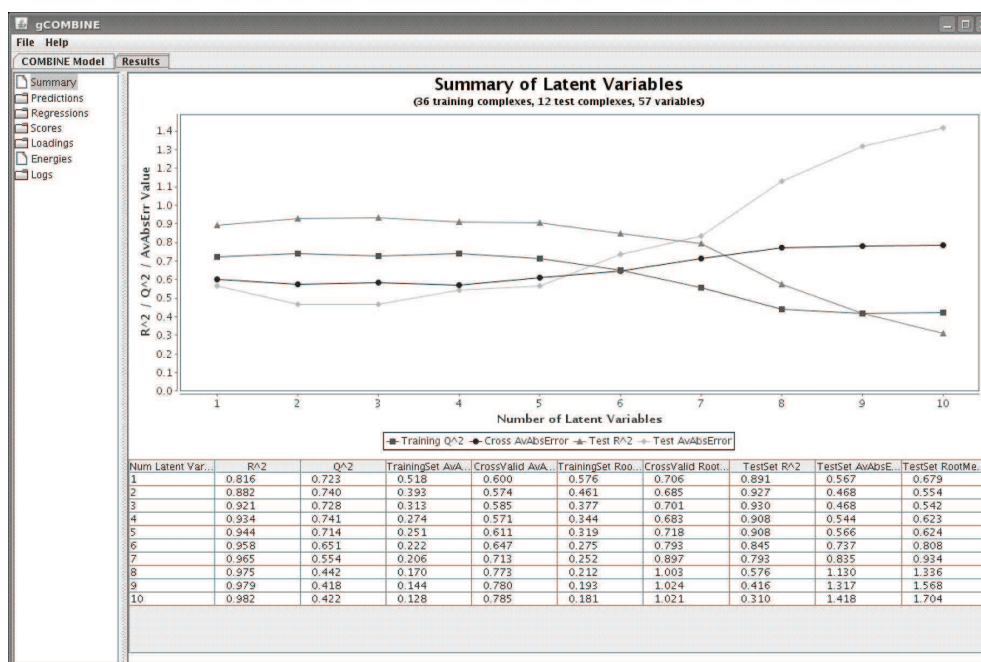 gCOMBINE
File Help
COMBINE Model Results
Summary
Predictions
Regressions
Scores
Loadings
Energies
Logs
Summary of Latent Variables
(36 training complexes, 12 test complexes, 57 variables)
R^2 / Q^2 / AvAbsErr Value
1.4
1.3
1.2
1.1
1.0
0.9
0.8
0.7
0.6
0.5
0.4
0.3
0.2
0.1
0.0
1 2 3 4 5 6 7 8 9 10
Number of Latent Variables
Training Q^2 Cross AvAbsError Test R^2 Test AvAbsError
Num Latent Var... R^2 Q^2 TrainingSet AvA... CrossValid AvA... TrainingSet Roo... CrossValid Root... TestSet R^2 TestSet AvAbsE... TestSet RootMe...
1 0.816 0.723 0.518 0.600 0.576 0.706 0.891 0.567 0.679
2 0.882 0.740 0.393 0.574 0.461 0.685 0.927 0.468 0.554
3 0.921 0.728 0.313 0.585 0.377 0.701 0.930 0.468 0.542
4 0.934 0.741 0.274 0.571 0.344 0.683 0.908 0.544 0.623
5 0.944 0.714 0.251 0.611 0.319 0.718 0.908 0.566 0.624
6 0.958 0.651 0.222 0.647 0.275 0.793 0.845 0.737 0.808
7 0.965 0.554 0.206 0.713 0.252 0.897 0.793 0.835 0.934
8 0.975 0.442 0.170 0.773 0.212 1.003 0.576 1.130 1.336
9 0.979 0.418 0.144 0.780 0.193 1.024 0.416 1.317 1.568
10 0.982 0.422 0.128 0.785 0.181 1.021 0.310 1.418 1.704